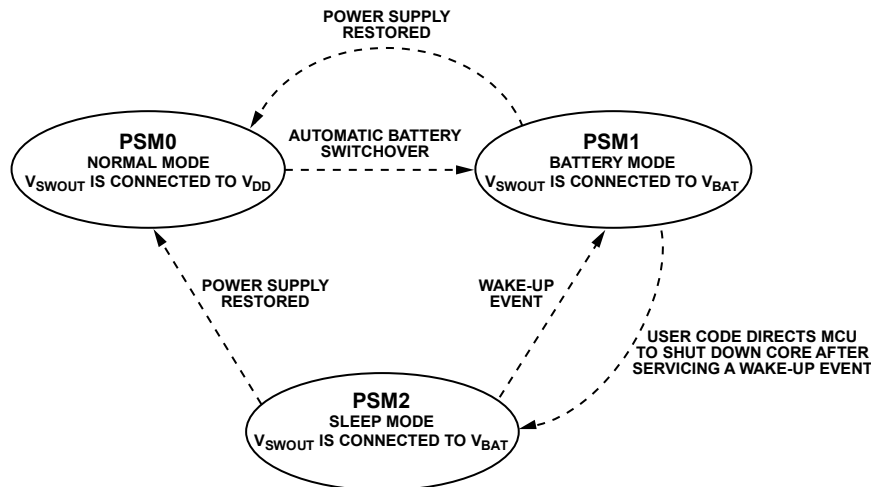 POWER SUPPLY
RESTORED
PSM0
NORMAL MODE
VSWOUT IS CONNECTED TO VDD
AUTOMATIC BATTERY
SWITCHOVER
PSM1
BATTERY MODE
VSWOUT IS CONNECTED TO VBAT
POWER SUPPLY
RESTORED
WAKE-UP
EVENT
USER CODE DIRECTS MCU
TO SHUT DOWN CORE AFTER
SERVICING A WAKE-UP EVENT
PSM2
SLEEP MODE
VSWOUT IS CONNECTED TO VBAT